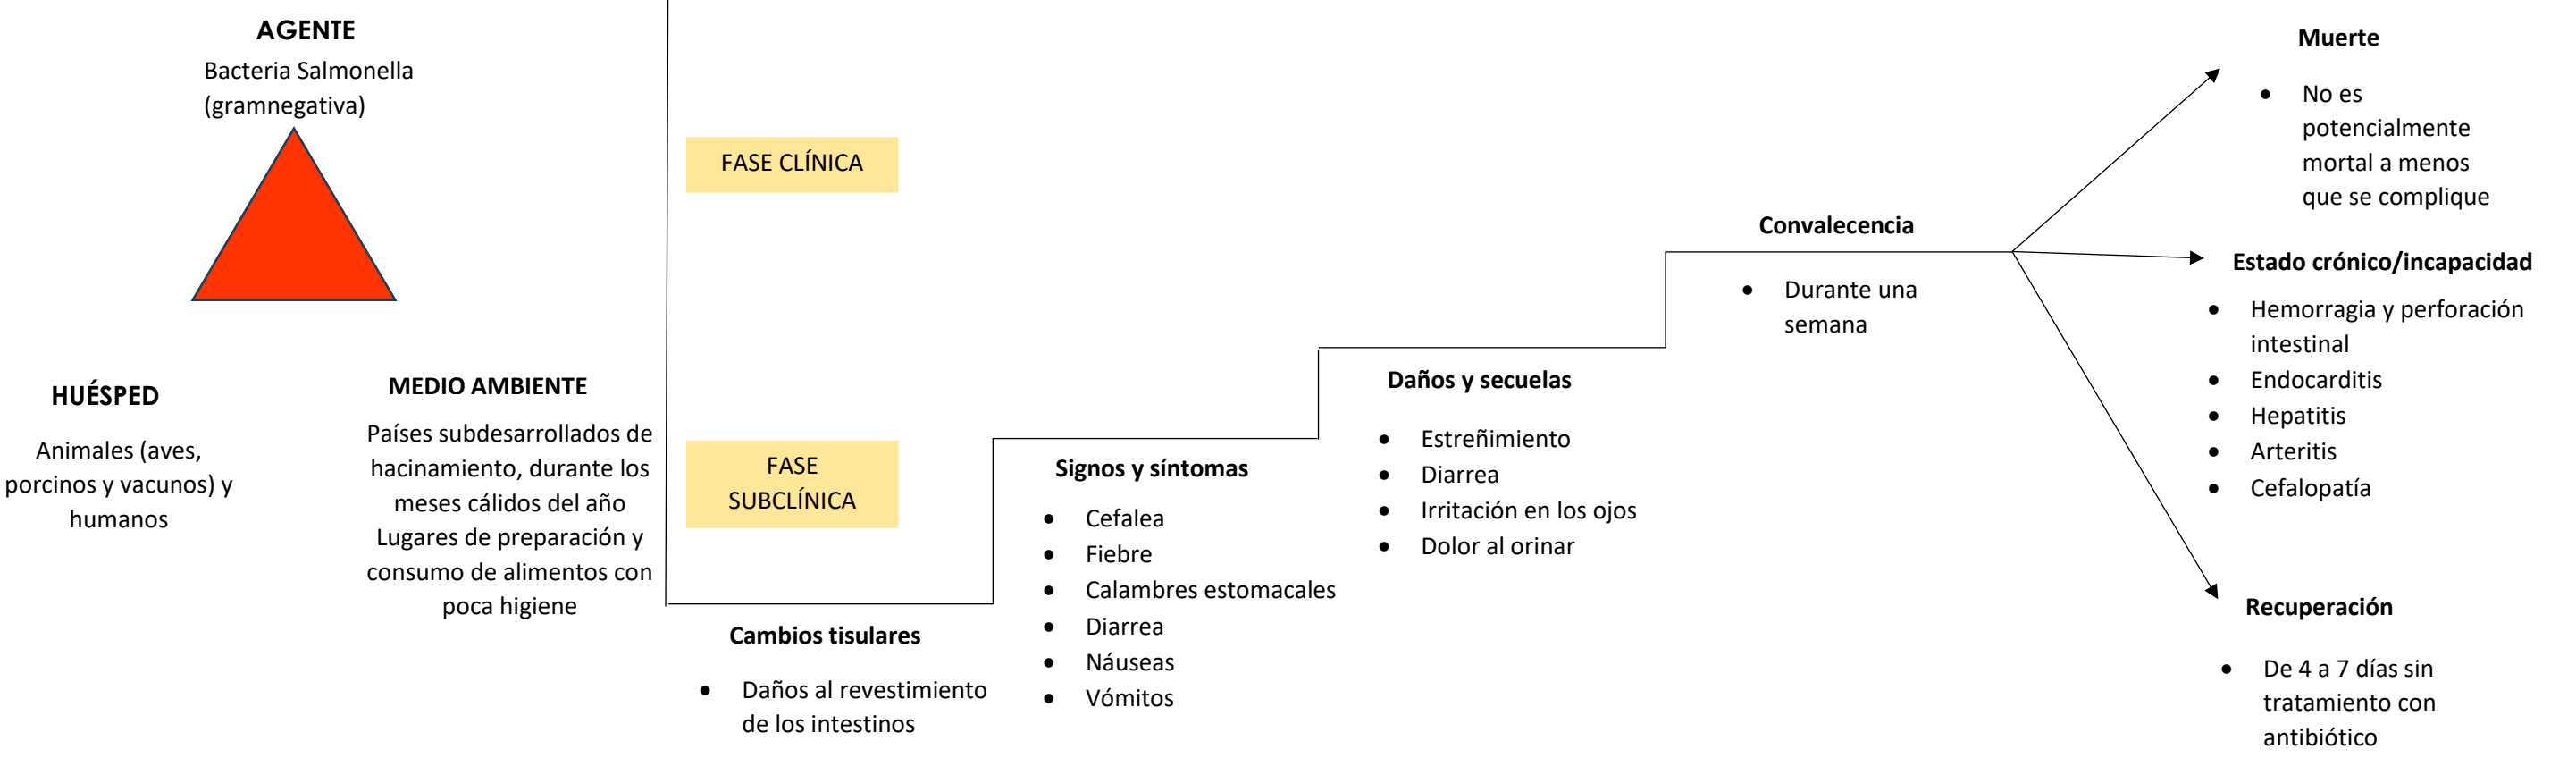 AGENTE
Bacteria Salmonella
(gramnegativa)
HUÉSPED
Animales (aves,
porcinos y vacunos) y
humanos
MEDIO AMBIENTE
Países subdesarrollados de
hacinamiento, durante los
meses cálidos del año
Lugares de preparación y
consumo de alimentos con
poca higiene
FASE CLÍNICA
FASE
SUBCLÍNICA
Cambios tisulares
• Daños al revestimiento
de los intestinos
Signos y síntomas
• Cefalea
• Fiebre
• Calambres estomacales
• Diarrea
• Náuseas
• Vómitos
Daños y secuelas
• Estreñimiento
• Diarrea
• Irritación en los ojos
• Dolor al orinar
Convalecencia
• Durante una
semana
Muerte
• No es
potencialmente
mortal a menos
que se complique
Estado crónico/incapacidad
• Hemorragia y perforación
intestinal
• Endocarditis
• Hepatitis
• Arteritis
• Cefalopatía
Recuperación
• De 4 a 7 días sin
tratamiento con
antibiótico